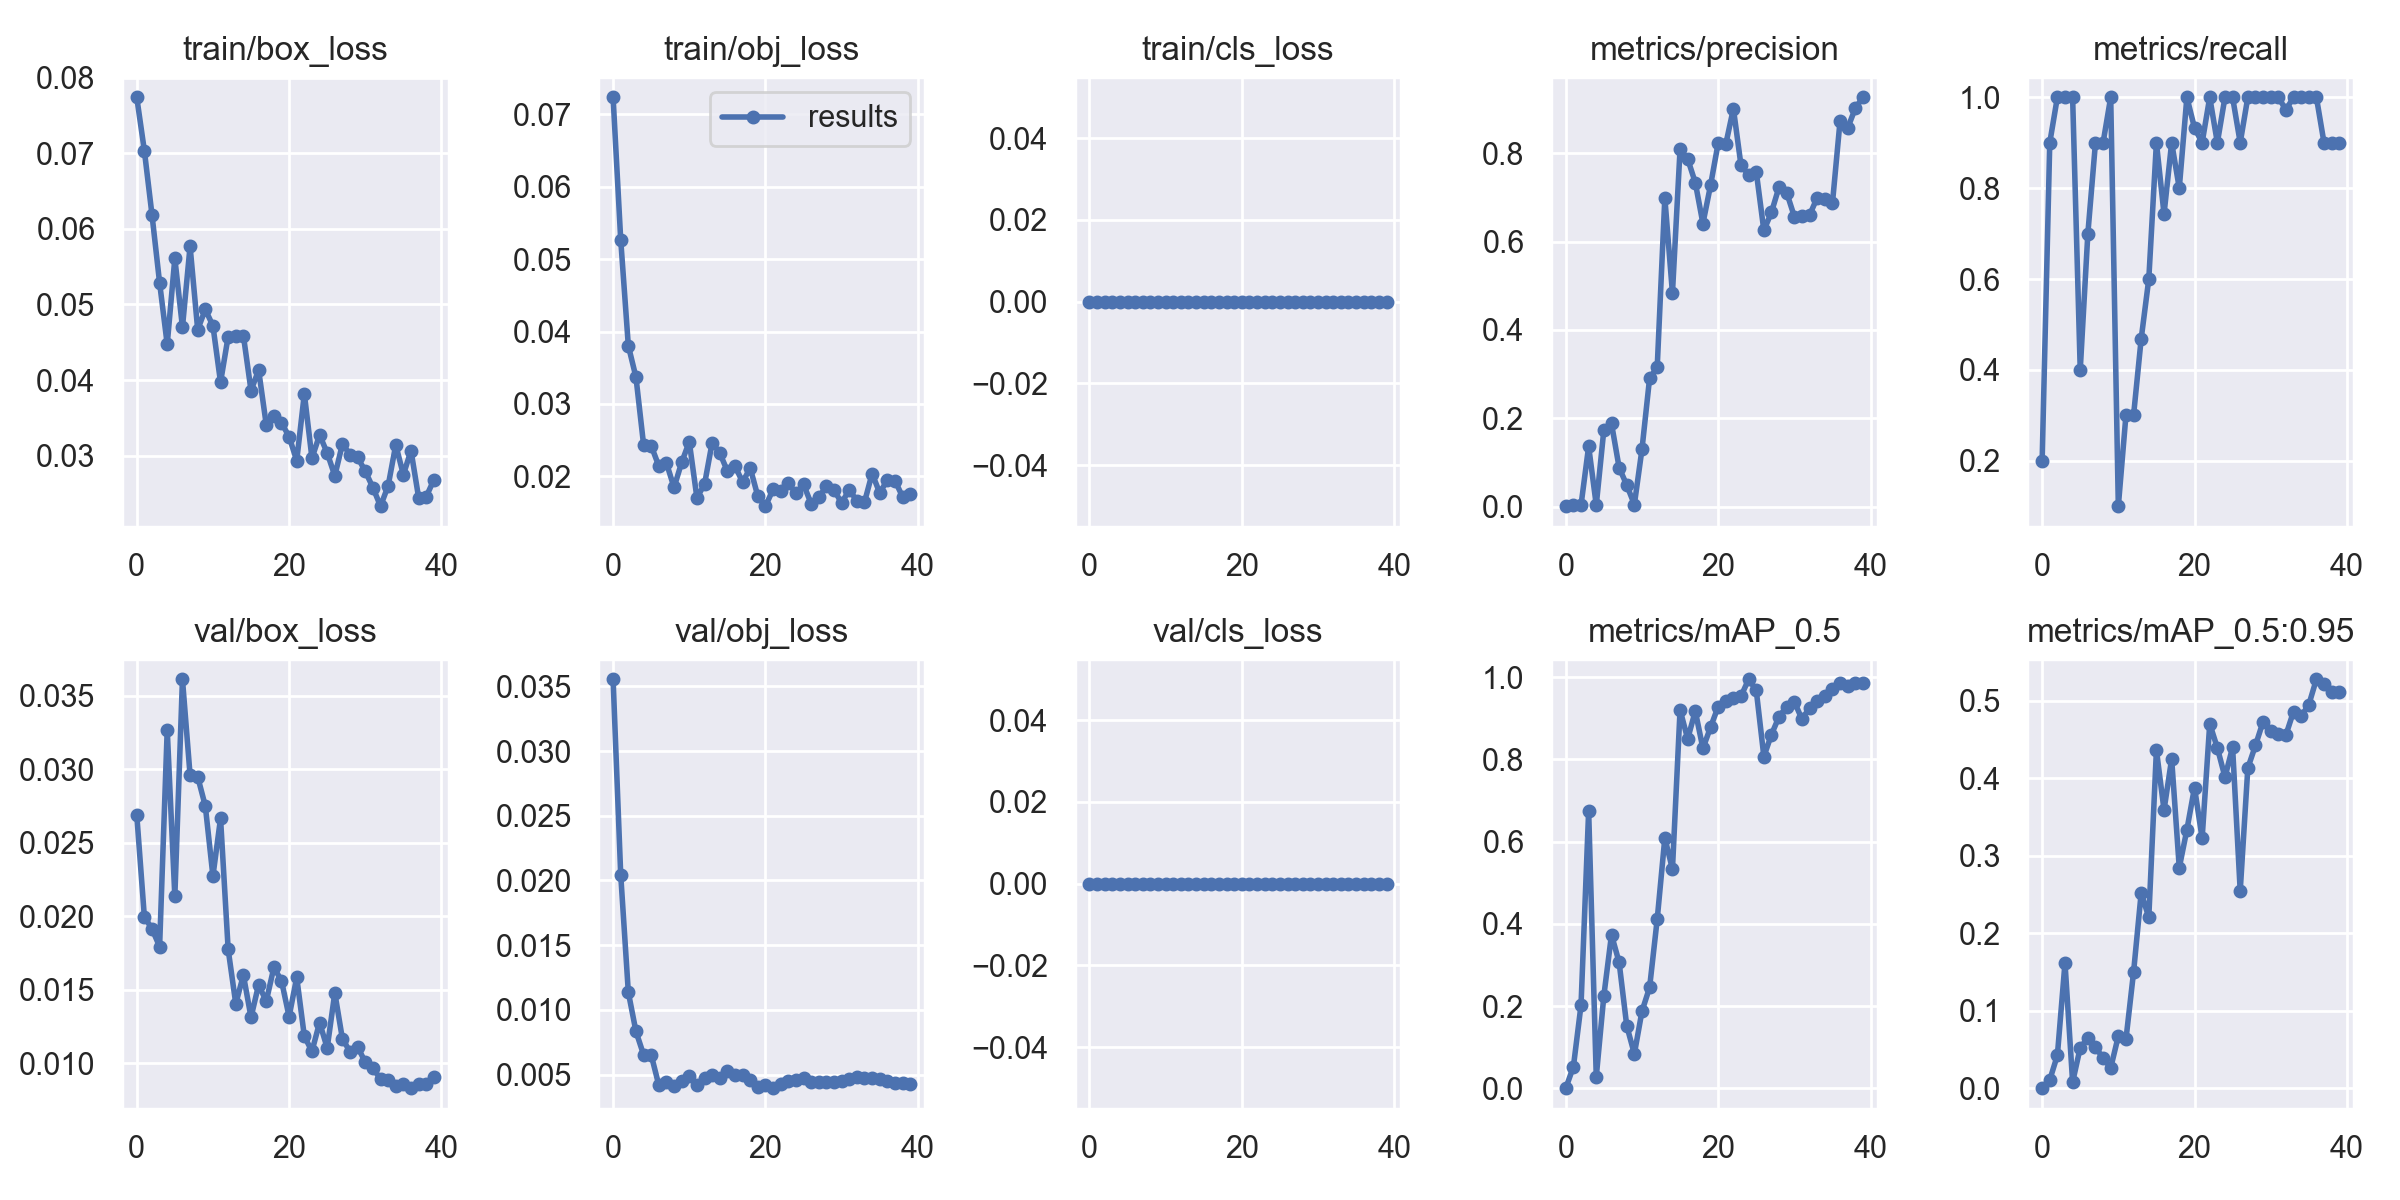 train/box_loss
0.08
0.07
0.06
0.05
0.04
0.03
0 20 40
train/obj_loss
results
0.07
0.06
0.05
0.04
0.03
0.02
0 20 40
train/cls_loss
0.04
0.02
0.00
−0.02
−0.04
0 20 40
metrics/precision
0.8
0.6
0.4
0.2
0.0
0 20 40
metrics/recall
1.0
0.8
0.6
0.4
0.2
0 20 40
val/box_loss
0.035
0.030
0.025
0.020
0.015
0.010
0 20 40
val/obj_loss
0.035
0.030
0.025
0.020
0.015
0.010
0.005
0 20 40
val/cls_loss
0.04
0.02
0.00
−0.02
−0.04
0 20 40
metrics/mAP_0.5
1.0
0.8
0.6
0.4
0.2
0.0
0 20 40
metrics/mAP_0.5:0.95
0.5
0.4
0.3
0.2
0.1
0.0
0 20 40